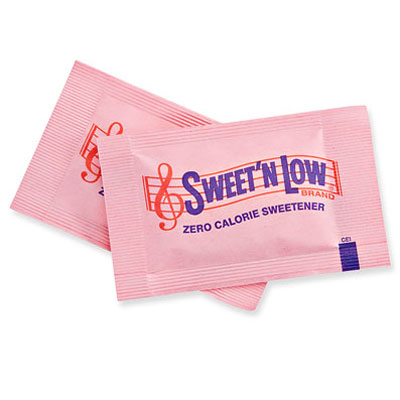 SWEET'N LOW®
BRAND
ZERO CALORIE SWEETENER
CEI